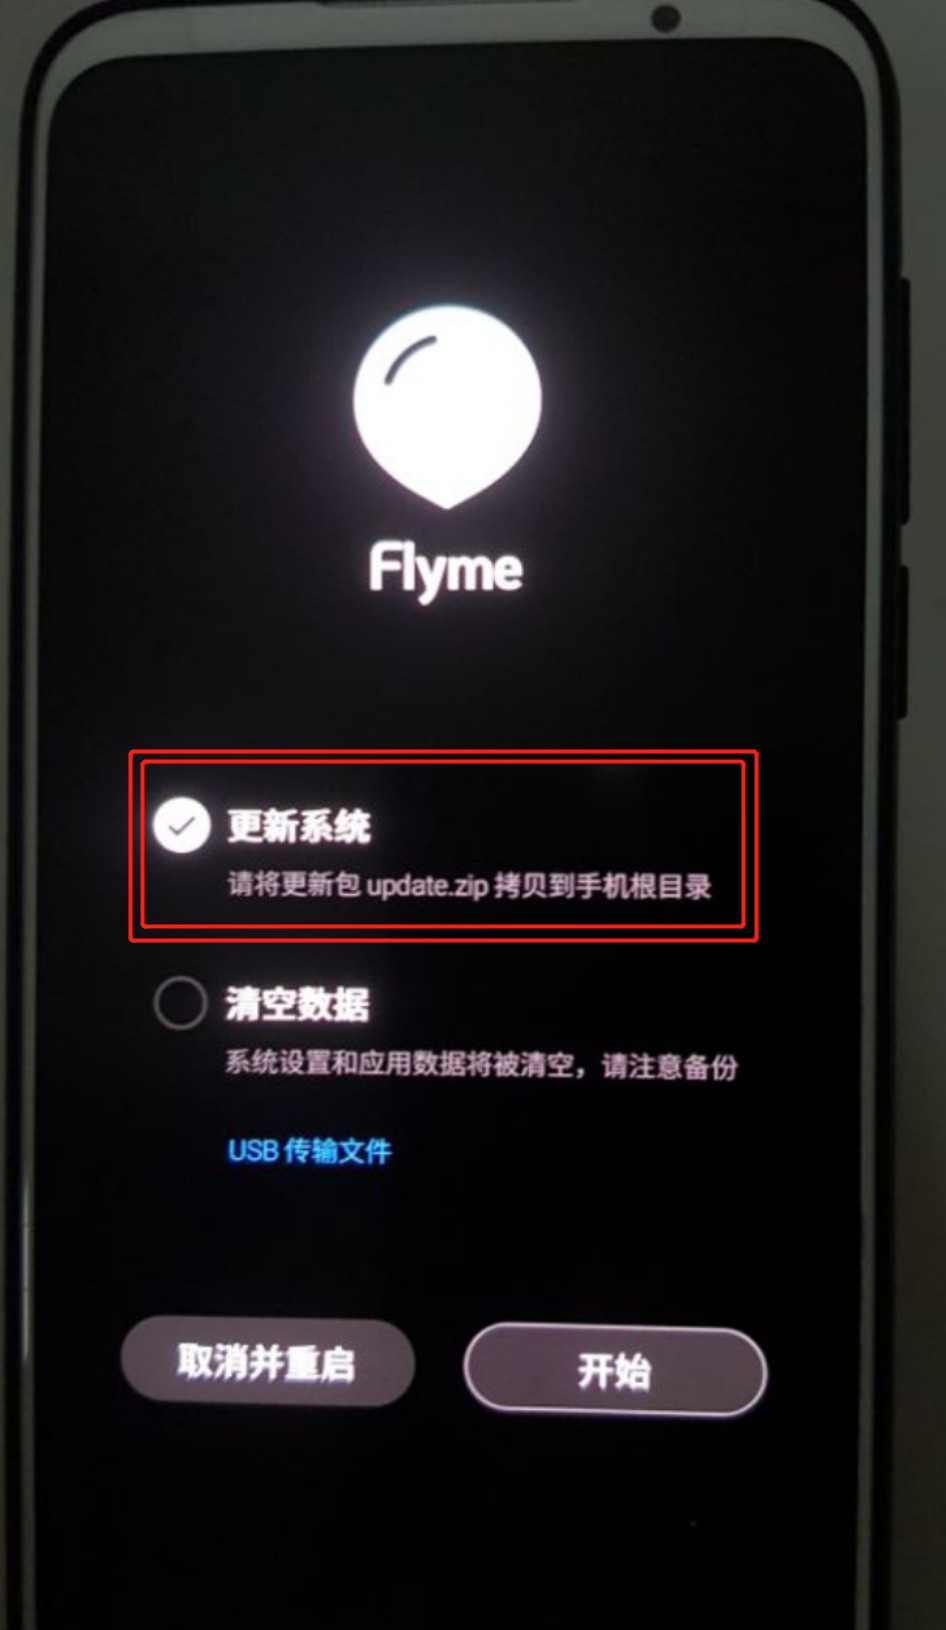 Flyme
更新系统
请将更新包 update.zip 拷贝到手机根目录
清空数据
系统设置和应用数据将被清空，请注意备份
USB 传输文件
取消并重启
开始